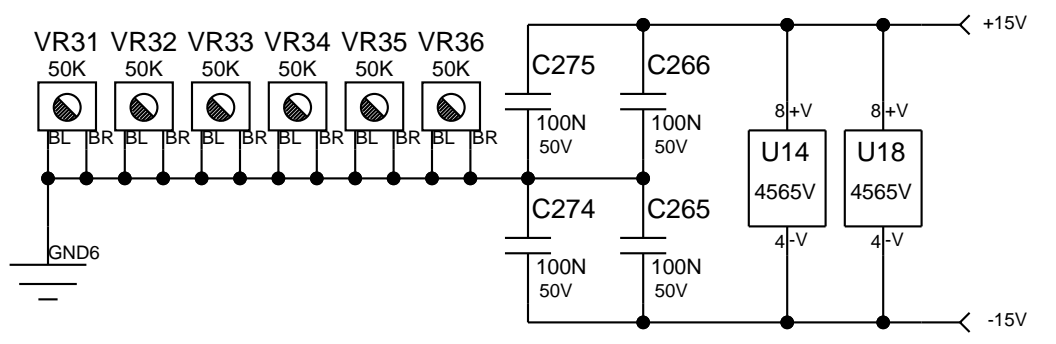 +15V
VR31 VR32 VR33 VR34 VR35 VR36
50K 50K 50K 50K 50K 50K
C275 C266
8 +V 8 +V
100N 100N
50V 50V
BL BR BL BR BL BR BL BR BL BR BL BR
U14 U18
4565V 4565V
C274 C265
4 -V 4 -V
GND6
100N 100N
50V 50V
-15V